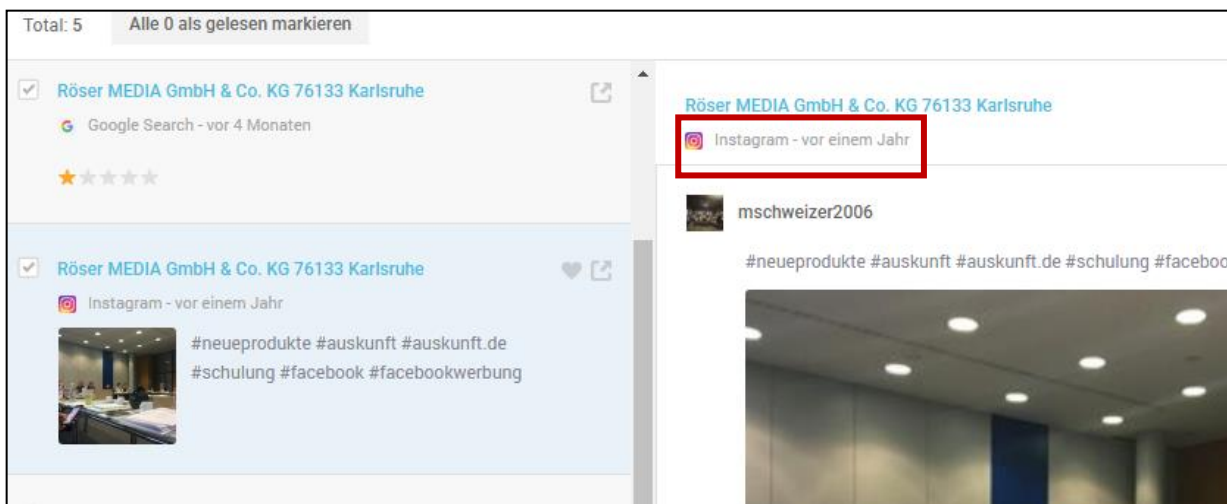 Total: 5 Alle 0 als gelesen markieren
Röser MEDIA GmbH & Co. KG 76133 Karlsruhe
Google Search - vor 4 Monaten
Röser MEDIA GmbH & Co. KG 76133 Karlsruhe
Instagram - vor einem Jahr
#neueprodukte #auskunft #auskunft.de
#schulung #facebook #facebookwerbung
Röser MEDIA GmbH & Co. KG 76133 Karlsruhe
Instagram - vor einem Jahr
mschweizer2006
#neueprodukte #auskunft #auskunft.de #schulung #faceboo